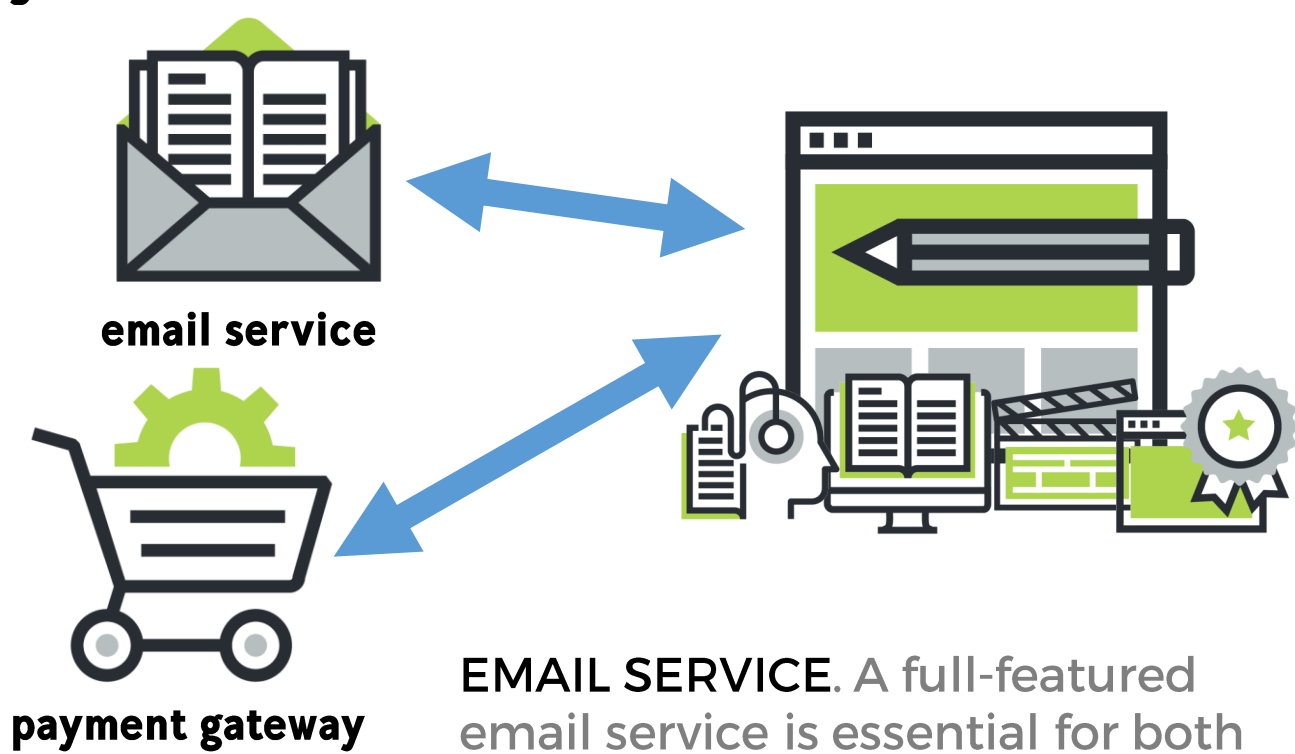 email service
payment gateway
EMAIL SERVICE. A full-featured
email service is essential for both